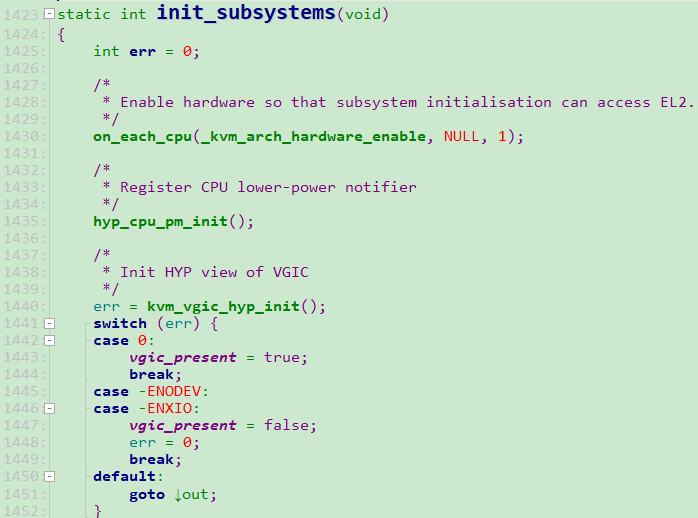 1423: static int init_subsystems(void)
1424: {
1425: int err = 0;
1426:
1427: /*
1428: * Enable hardware so that subsystem initialisation can access EL2.
1429: */
1430: on_each_cpu(_kvm_arch_hardware_enable, NULL, 1);
1431:
1432: /*
1433: * Register CPU lower-power notifier
1434: */
1435: hyp_cpu_pm_init();
1436:
1437: /*
1438: * Init HYP view of VGIC
1439: */
1440: err = kvm_vgic_hyp_init();
1441: switch (err) {
1442: case 0:
1443: vgic_present = true;
1444: break;
1445: case -ENODEV:
1446: case -ENXIO:
1447: vgic_present = false;
1448: err = 0;
1449: break;
1450: default:
1451: goto ↓out;
1452: }